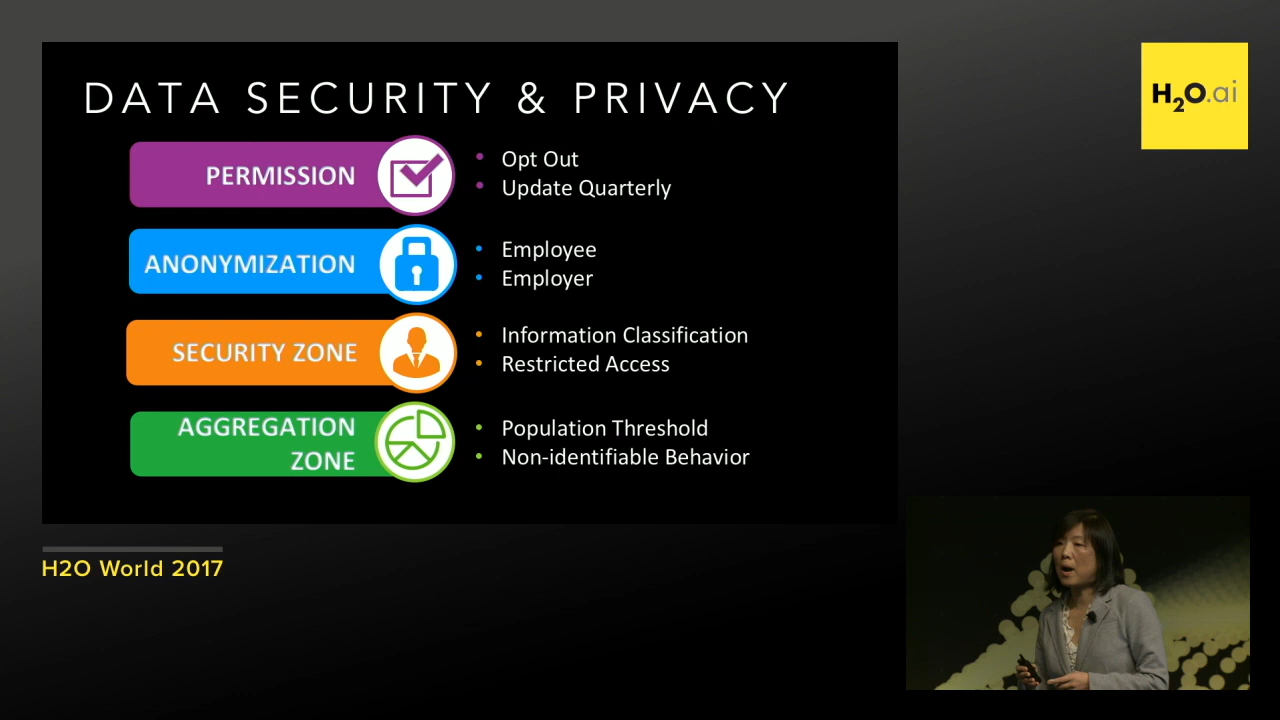 DATA SECURITY & PRIVACY
H2O.ai
PERMISSION
• Opt Out
• Update Quarterly
ANONYMIZATION
• Employee
• Employer
SECURITY ZONE
• Information Classification
• Restricted Access
AGGREGATION
ZONE
• Population Threshold
• Non-identifiable Behavior
H2O World 2017